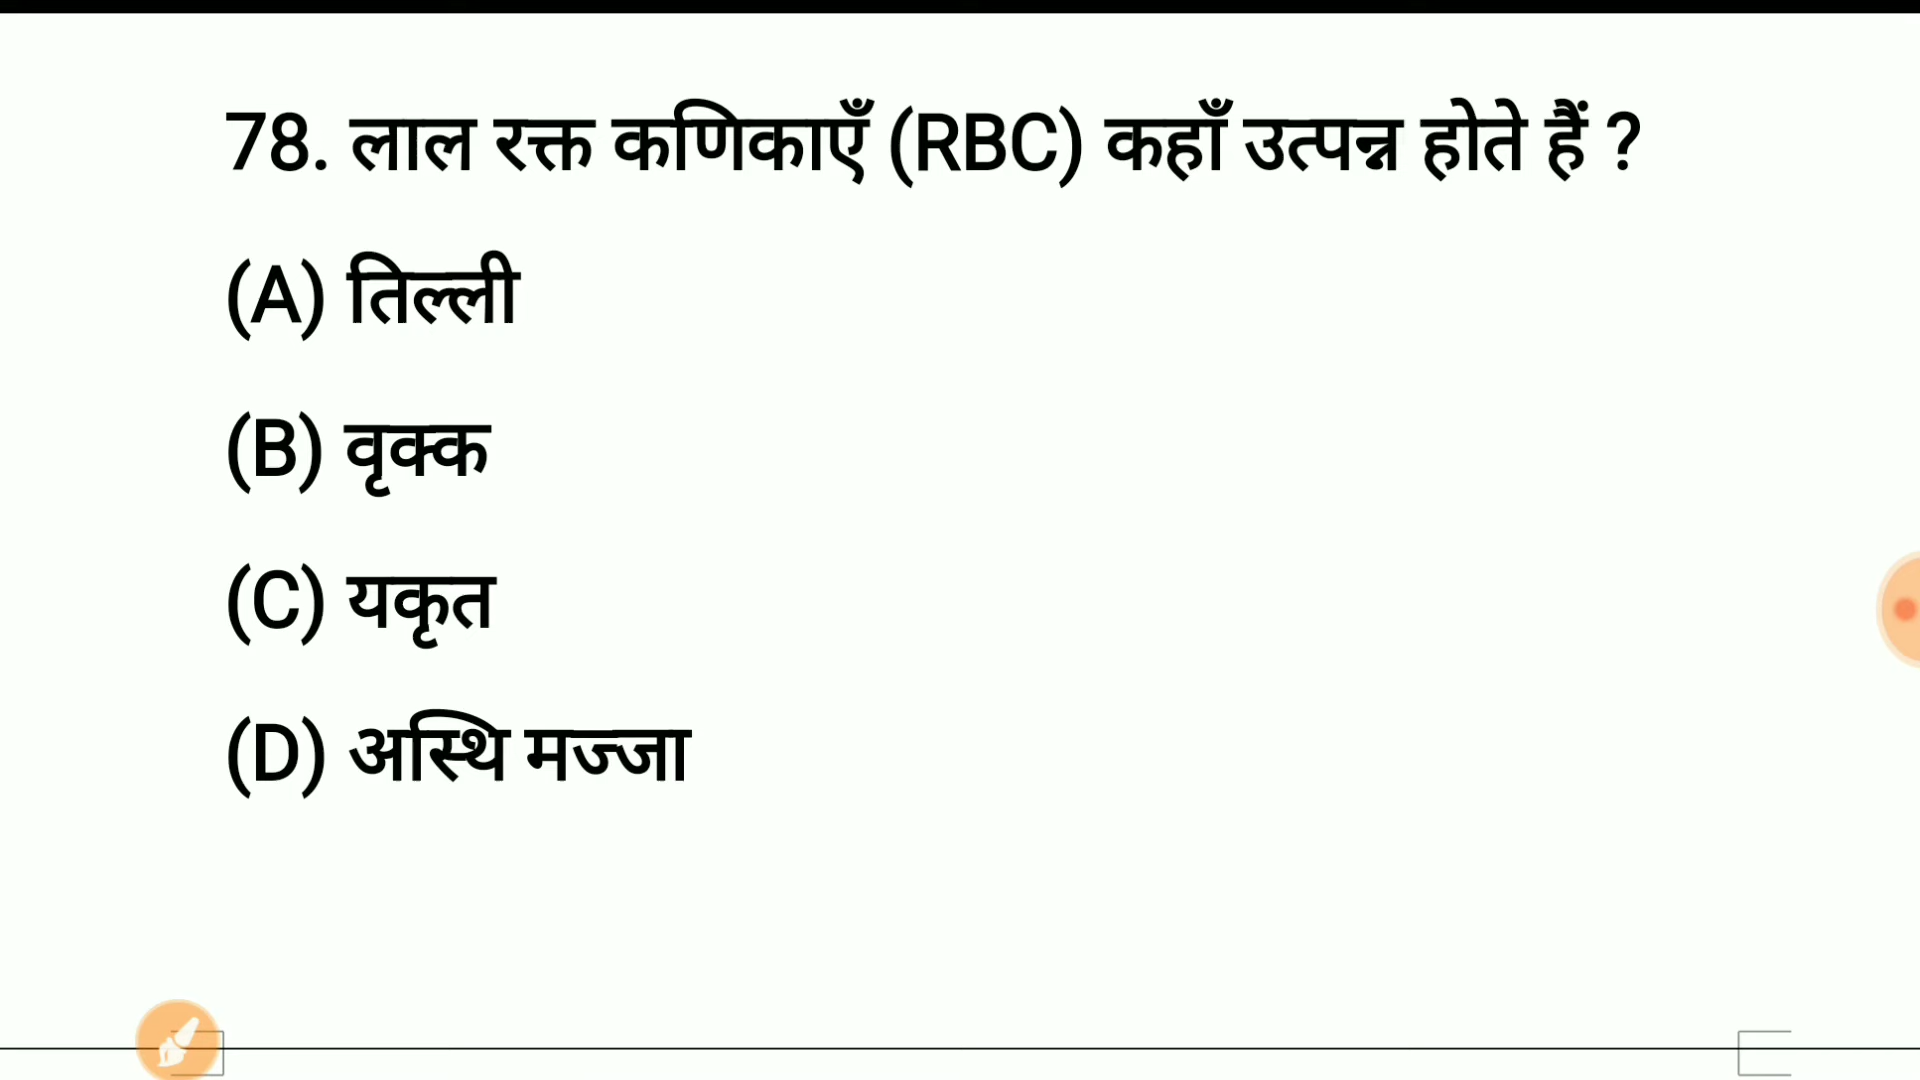 78. लाल रक्त कणिकाएँ (RBC) कहाँ उत्पन्न होते हैं ?
(A) तिल्ली
(B) वृक्क
(C) यकृत
(D) अस्थि मज्जा